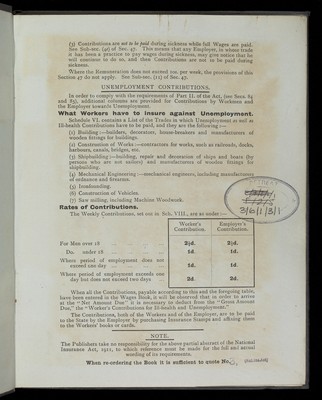 (3) Contributions are not to be paid during sickness while full Wages are paid.
See Sub-sec. (4) of Sec. 47. This means that any Employer, in whose trade
it has been a practice to pay wages during sickness, may give notice that he
will continue to do so, and then Contributions are not to be paid during
sickness.
Where the Remuneration does not exceed 10s. per week, the provisions of this
Section 47 do not apply. See Sub-sec. (12) of Sec. 47.
UNEMPLOYMENT CONTRIBUTIONS.
In order to comply with the requirements of Part II. of the Act, (see Secs. 84
and 85), additional columns are provided for Contributions by Workmen and
the Employer towards Unemployment.
What Workers have to insure against Unemployment.
Schedule VI. contains a List of the Trades in which Unemployment as well as
Ill-health Contributions have to be paid, and they are the following:—
(1) Building:—builders, decorators, house-breakers and manufacturers of
wooden fittings for buildings.
(2) Construction of Works:—contractors for works, such as railroads, docks,
harbours, canals, bridges, etc.
(3) Shipbuilding:—building, repair and decoration of ships and boats (by
persons who are not sailors) and manufacturers of wooden fittings for
shipbuilding.
(4) Mechanical Engineering:—mechanical engineers, including manufacturers
of ordnance and firearms.
(5) Ironfounding.
(6) Construction of Vehicles.
(7) Saw milling, including Machine Woodwork.
3/6/1/3/1
Rates of Contributions.
The Weekly Contributions, set out in Sch. VIII., are as under:—
Worker's Contribution. Employer's Contribution.
For Men over 18 2½d. 2½d.
Do. under 18 1d. 1d.
Where period of employment does not
exceed one day 1d. 1d.
Where period of employment exceeds one
day but does not exceed two days 2d. 2d.
When all the Contributions, payable according to this and the foregoing table,
have been entered in the Wages Book, it will be observed that in order to arrive
at the "Net Amount Due" it is necessary to deduct from the "Gross Amount
Due," the "Worker's Contributions for Ill-health and Unemployment."
The Contributions, both of the Workers and of the Employer, are to be paid
to the State by the Employer by purchasing Insurance Stamps and affixing them
to the Workers' books or cards.
NOTE.
The Publishers take no responsibility for the above partial abstract of the National
Insurance Act, 1911, to which reference must be made for the full and actual
wording of its requirements.
When re-ordering the Book it is sufficient to quote No.